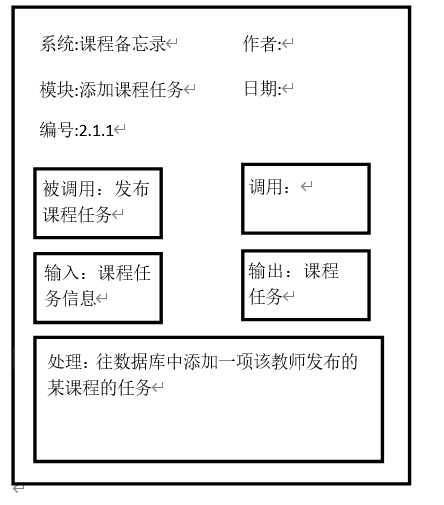 系统:课程备忘录 作者:
模块:添加课程任务 日期:
编号:2.1.1
被调用：发布
课程任务
调用：
输入：课程任
务信息
输出：课程
任务
处理：往数据库中添加一项该教师发布的
某课程的任务